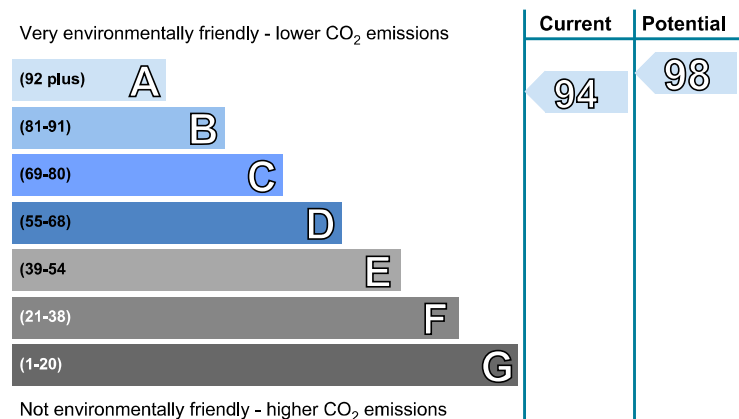 Current Potential
Very environmentally friendly - lower CO₂ emissions
(92 plus) A
94 98
(81-91) B
(69-80) C
(55-68) D
(39-54 E
(21-38) F
(1-20) G
Not environmentally friendly - higher CO₂ emissions